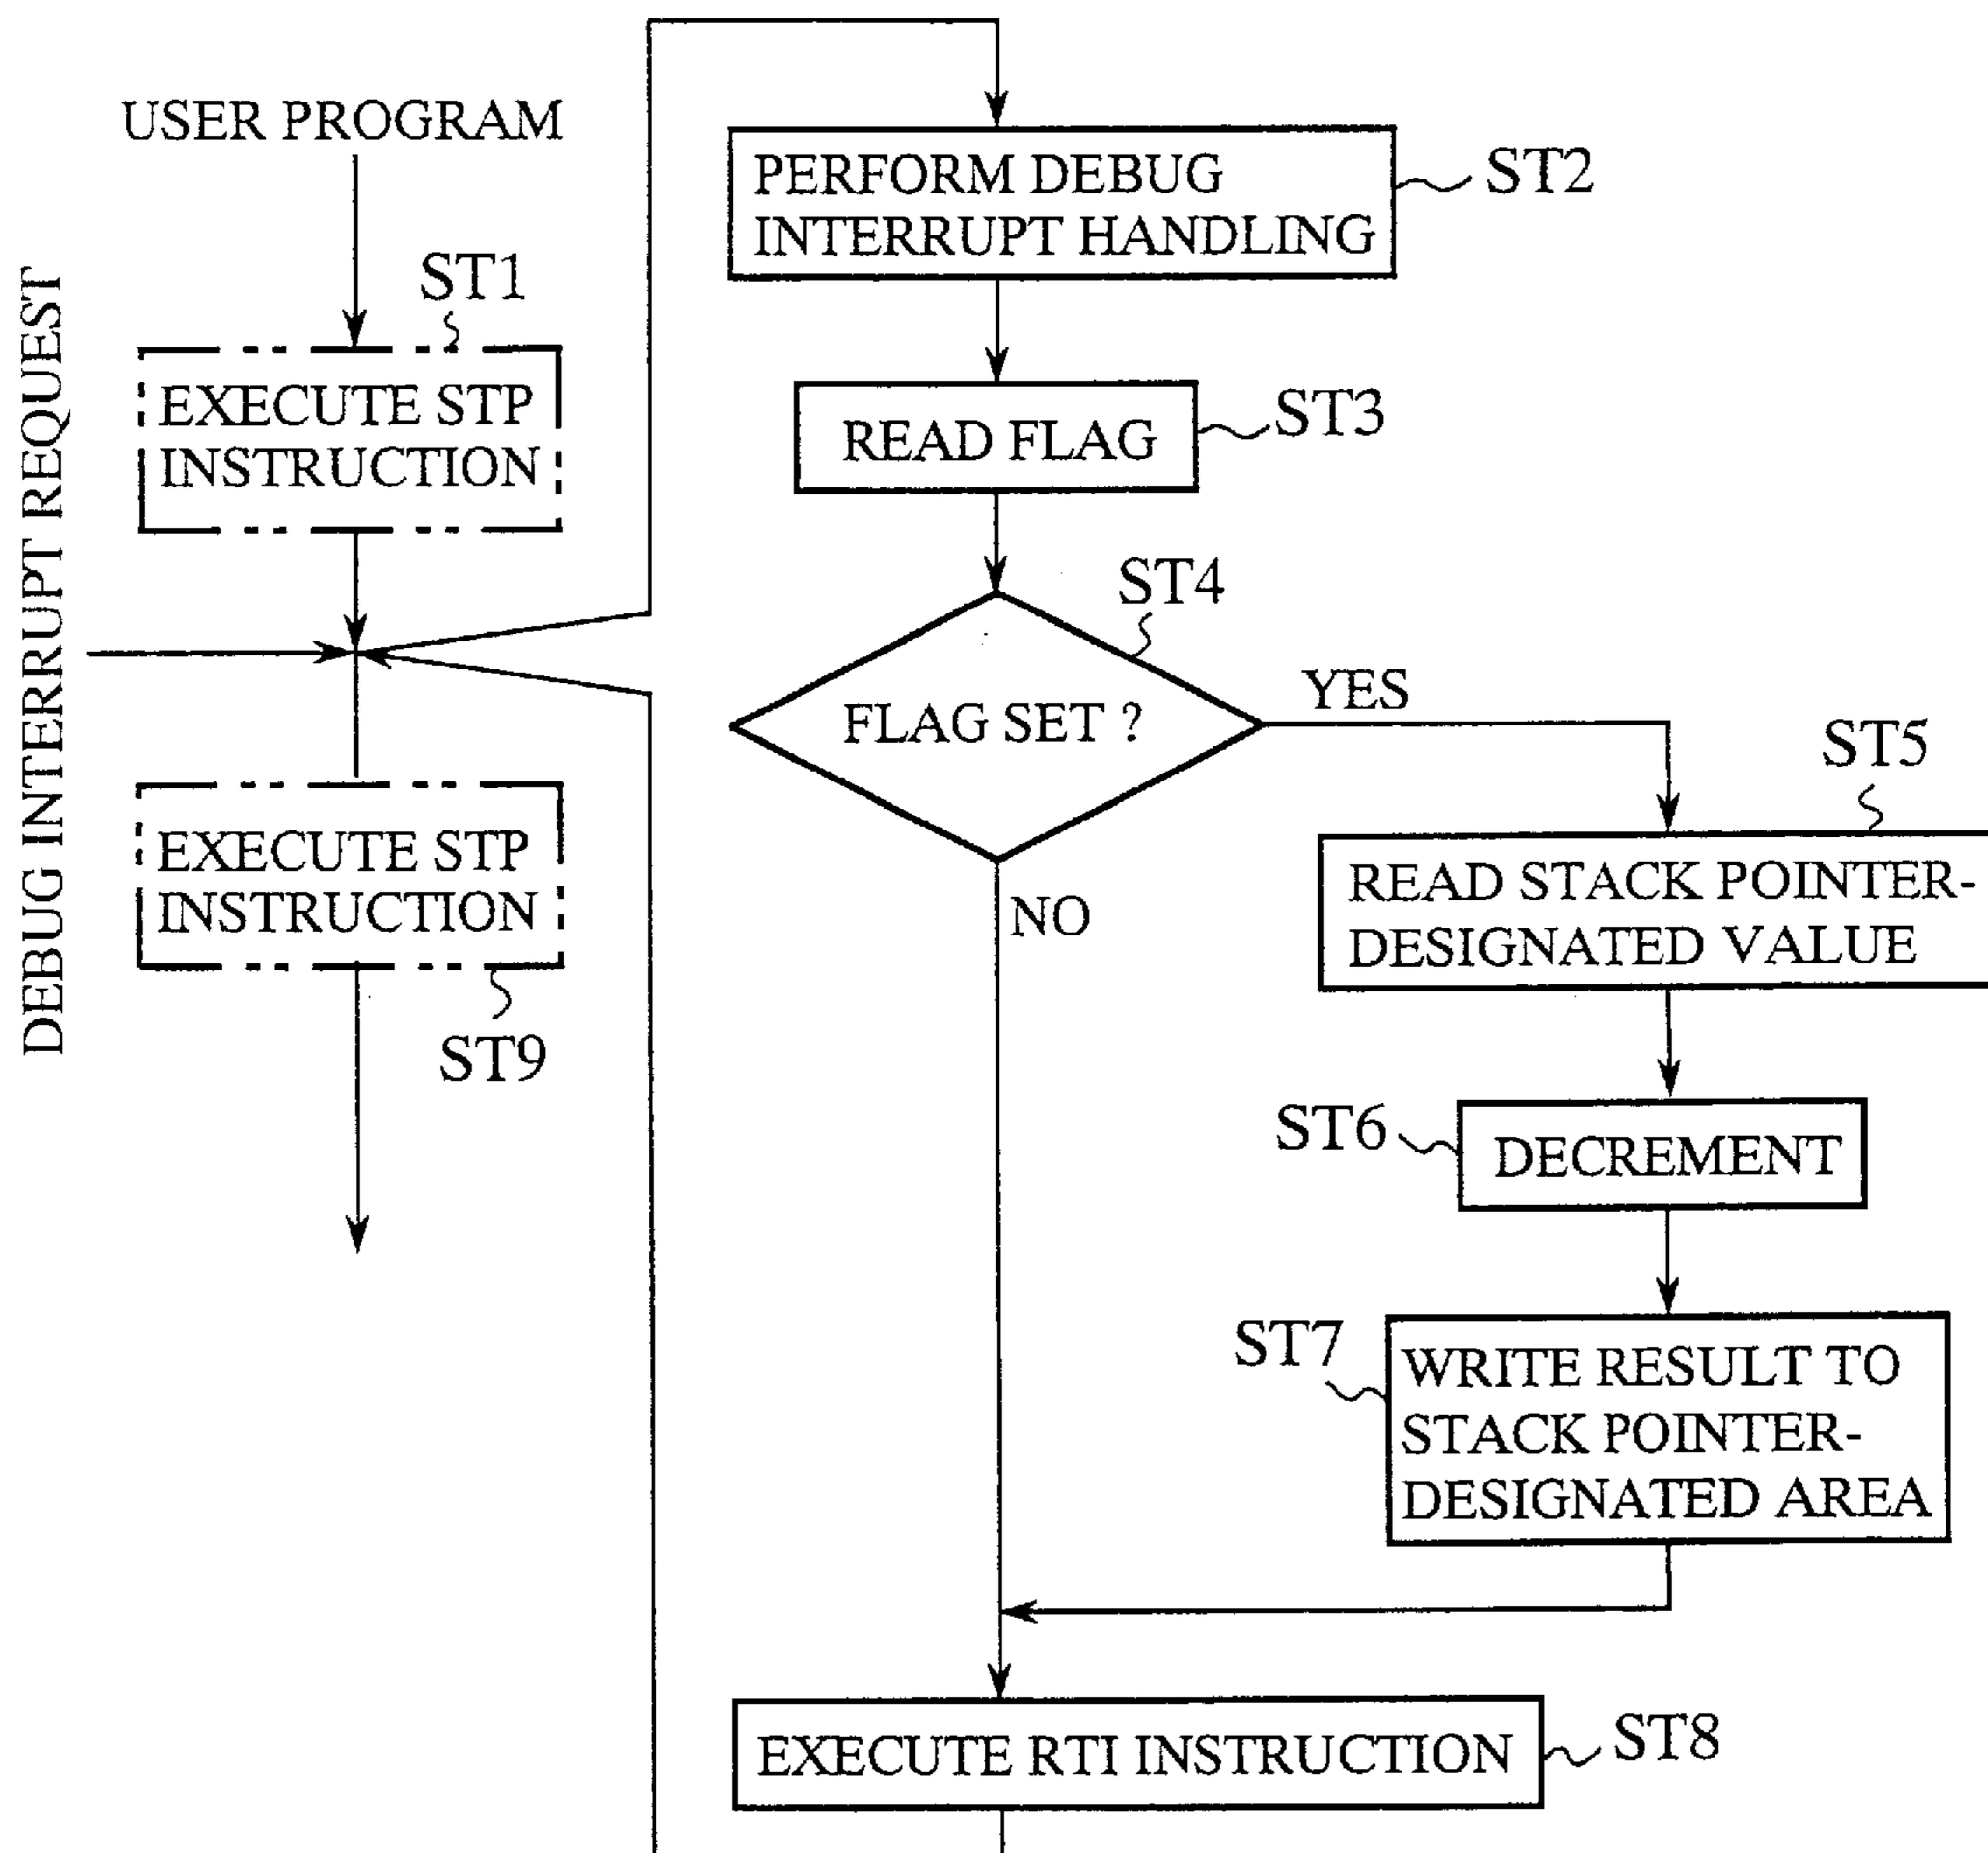 USER PROGRAM
DEBUG INTERRUPT REQUEST
ST1
EXECUTE STP
INSTRUCTION
EXECUTE STP
INSTRUCTION
ST9
PERFORM DEBUG
INTERRUPT HANDLING
ST2
READ FLAG
ST3
ST4
FLAG SET ?
YES
NO
ST5
READ STACK POINTER-
DESIGNATED VALUE
ST6
DECREMENT
ST7
WRITE RESULT TO
STACK POINTER-
DESIGNATED AREA
EXECUTE RTI INSTRUCTION
ST8